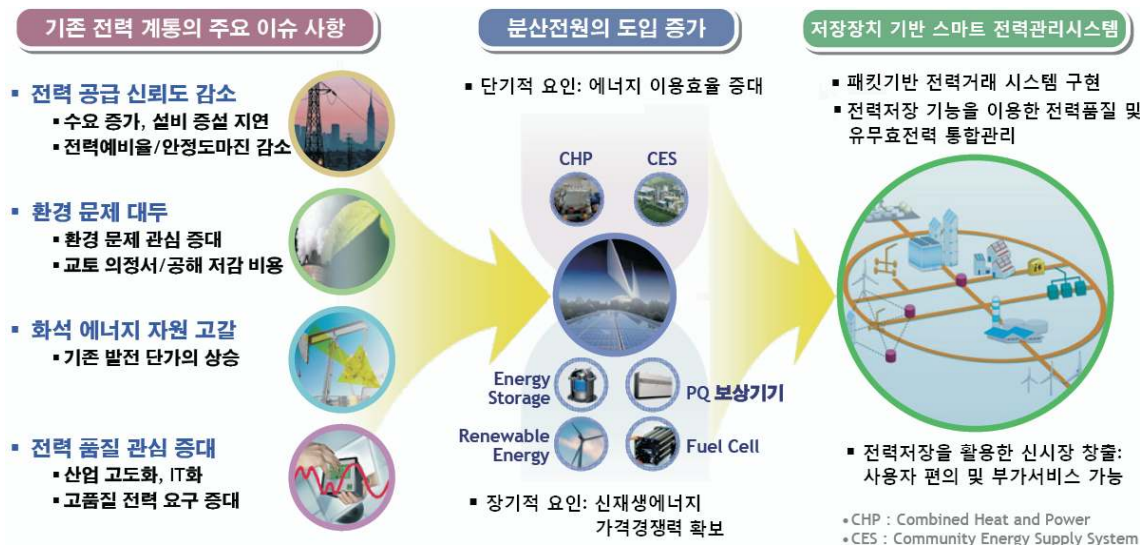 기존 전력 계통의 주요 이슈 사항
▪ 전력 공급 신뢰도 감소
▪ 수요 증가, 설비 증설 지연
▪ 전력예비율/안정도마진 감소
▪ 환경 문제 대두
▪ 환경 문제 관심 증대
▪ 교토 의정서/공해 저감 비용
▪ 화석 에너지 자원 고갈
▪ 기존 발전 단가의 상승
▪ 전력 품질 관심 증대
▪ 산업 고도화, IT화
▪ 고품질 전력 요구 증대
분산전원의 도입 증가
▪ 단기적 요인: 에너지 이용효율 증대
CHP
CES
Energy
Storage
PQ 보상기기
Renewable
Energy
Fuel Cell
▪ 장기적 요인: 신재생에너지
가격경쟁력 확보
저장장치 기반 스마트 전력관리시스템
▪ 패킷기반 전력거래 시스템 구현
▪ 전력저장 기능을 이용한 전력품질 및
유무효전력 통합관리
▪ 전력저장을 활용한 신시장 창출:
사용자 편의 및 부가서비스 가능
•CHP : Combined Heat and Power
•CES : Community Energy Supply System